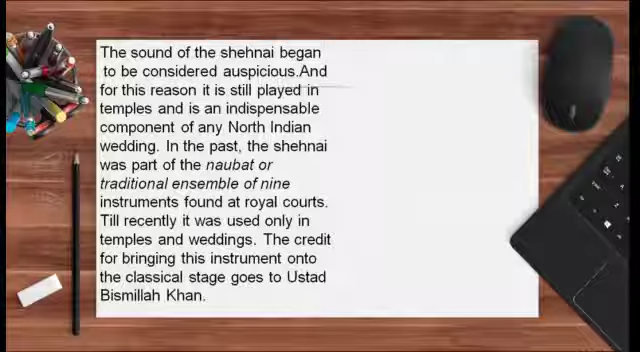 The sound of the shehnai began
to be considered auspicious.And
for this reason it is still played in
temples and is an indispensable
component of any North Indian
wedding. In the past, the shehnai
was part of the naubat or
traditional ensemble of nine
instruments found at royal courts.
Till recently it was used only in
temples and weddings. The credit
for bringing this instrument onto
the classical stage goes to Ustad
Bismillah Khan.